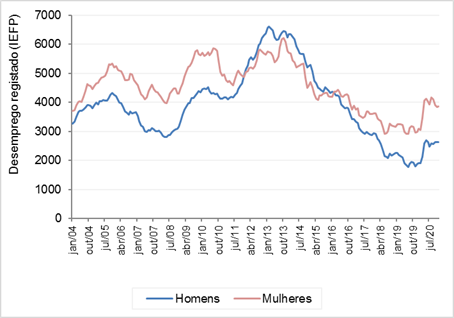 Desemprego registado (IEFP)
7000
6000
5000
4000
3000
2000
1000
0
jan/04
out/04
jul/05
abr/06
jan/07
out/07
jul/08
abr/09
jan/10
out/10
jul/11
abr/12
jan/13
out/13
jul/14
abr/15
jan/16
out/16
jul/17
abr/18
jan/19
out/19
jul/20
Homens
Mulheres